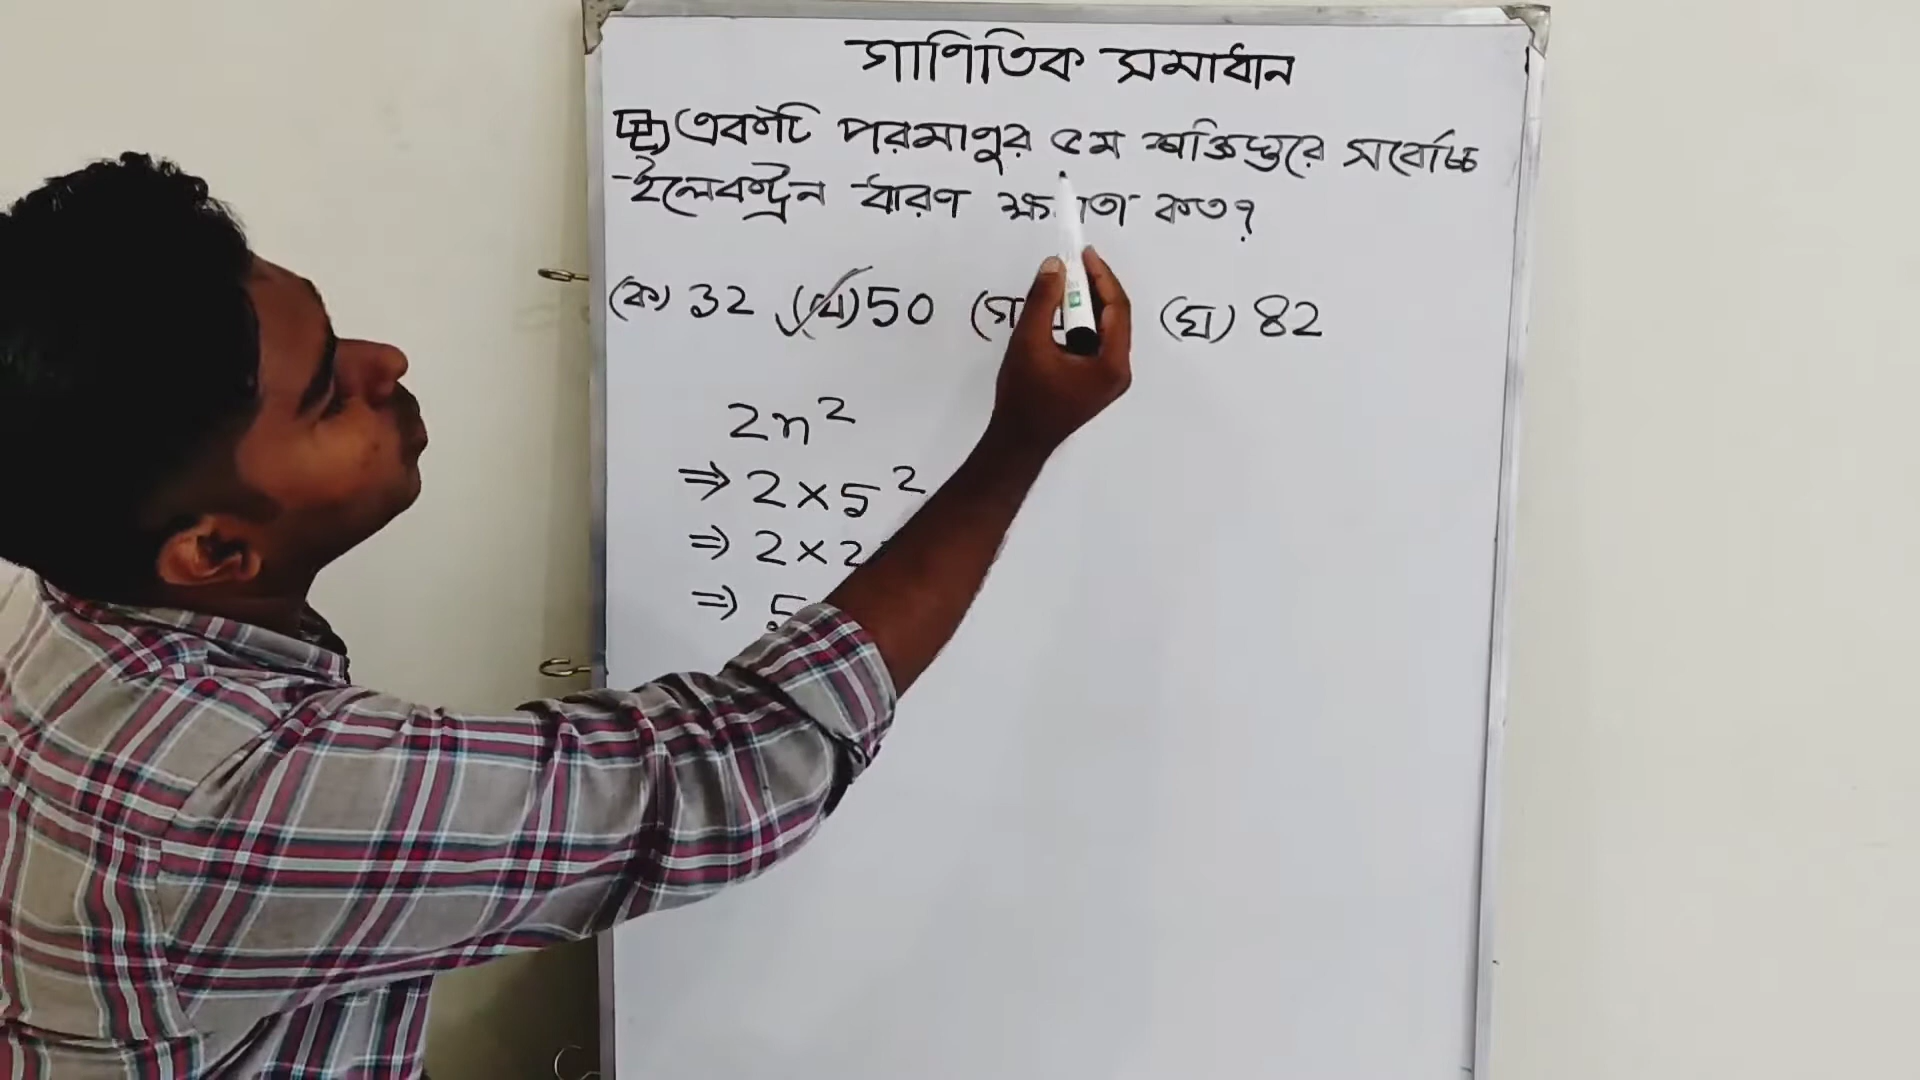 গাণিতিক সমাধান
একটি পরমাণুর ৫ম শক্তিস্তরে সর্বোচ্চ
ইলেকট্রন ধারণ কত?
(ক) 32 (খ) 50 (গ (ঘ) 82
2n²
⇒ 2×5²
⇒ 2×2
⇒ 5